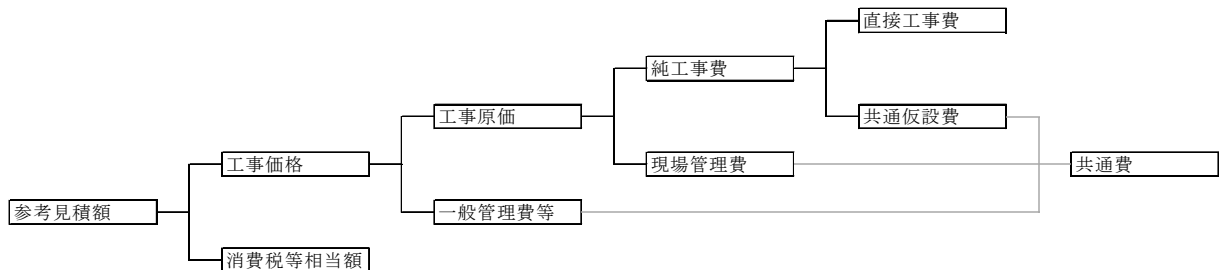 直接工事費
純工事費
工事原価
共通仮設費
工事価格
現場管理費
共通費
参考見積額
一般管理費等
消費税等相当額